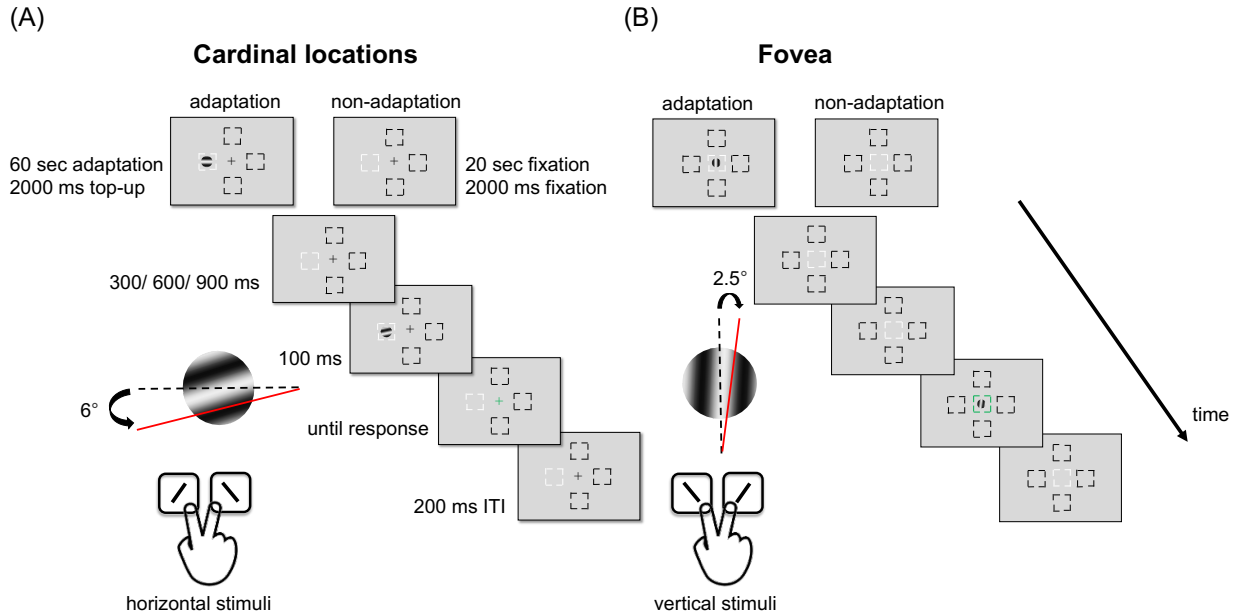 (A)
Cardinal locations
adaptation
non-adaptation
60 sec adaptation
2000 ms top-up
20 sec fixation
2000 ms fixation
300/ 600/ 900 ms
100 ms
6°
until response
200 ms ITI
horizontal stimuli
(B)
Fovea
adaptation
non-adaptation
2.5°
time
vertical stimuli